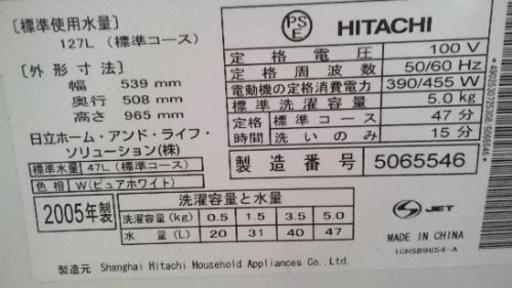 [標準使用水量]
127L (標準コース)
[外形寸法]
幅 539 mm
奥行 508 mm
高さ 965 mm
日立ホーム・アンド・ライフ・
ソリューション(株)
標準水量 47L(標準コース)
色相 W(ピュアホワイト)
PS
E
HITACHI
定格電圧 100 V
定格周波数 50/60 Hz
電動機の定格消費電力 390/455 W
標準洗濯容量 5.0kg
定格時間 標準コース 47分
洗いのみ 15分
製造番号 5065546
2005年製
洗濯容量と水量
洗濯容量(kg) 0.5 1.5 3.5 5.0
水量(L) 20 31 40 47
JET
MADE IN CHINA
1CHSB9654-A
製造元 Shanghai Hitachi Household Appliances Co.,Ltd.